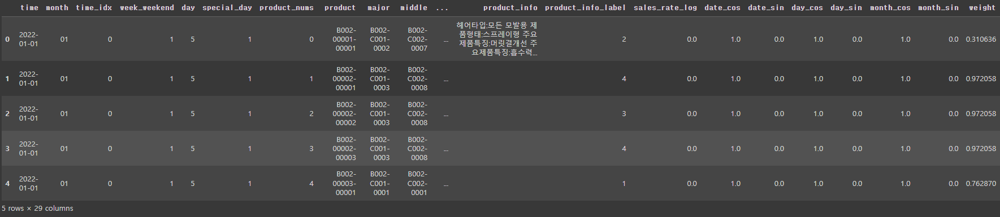 time month time_idx week_weekend day special_day product_nums product major middle ... product_info product_info_label sales_rate_log date_cos date_sin day_cos day_sin month_cos month_sin weight
헤어타입:모든 모발용 제
B002- B002- B002- 품형태:스프레이형 주요
0 2022-01-01 01 0 1 5 1 0 00001- C001- C002- ... 제품특징:머릿결개선 주 2 0.0 1.0 0.0 1.0 0.0 1.0 0.0 0.310636
00001 0002 0007 요제품특징:흡수력...
B002- B002- B002-
1 2022-01-01 01 0 1 5 1 1 00002- C001- C002- ... 4 0.0 1.0 0.0 1.0 0.0 1.0 0.0 0.972058
00001 0003 0008
B002- B002- B002-
2 2022-01-01 01 0 1 5 1 2 00002- C001- C002- ... 3 0.0 1.0 0.0 1.0 0.0 1.0 0.0 0.972058
00002 0003 0008
B002- B002- B002-
3 2022-01-01 01 0 1 5 1 3 00002- C001- C002- ... 4 0.0 1.0 0.0 1.0 0.0 1.0 0.0 0.972058
00003 0003 0008
B002- B002- B002-
4 2022-01-01 01 0 1 5 1 4 00003- C001- C002- ... 1 0.0 1.0 0.0 1.0 0.0 1.0 0.0 0.762870
00001 0001 0001
5 rows × 29 columns